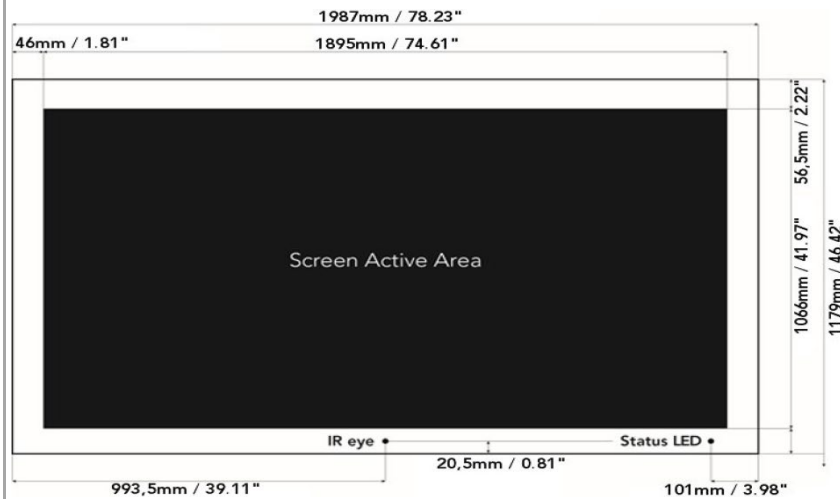 1987mm / 78.23"
46mm / 1.81"
1895mm / 74.61"
56,5mm / 2.22"
Screen Active Area
1066mm / 41.97"
1179mm / 46.42"
IR eye
Status LED
20,5mm / 0.81"
993,5mm / 39.11"
101mm / 3.98"